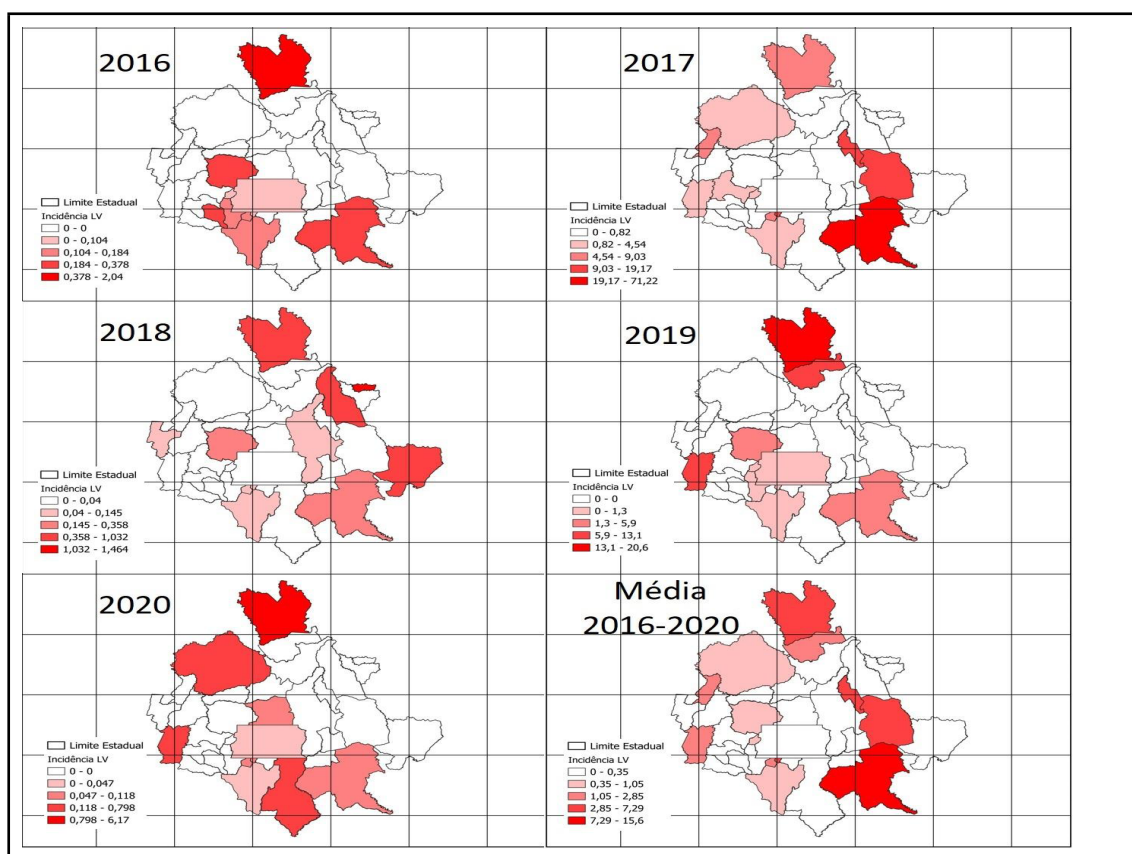 2016
Limite Estadual
Incidência LV
0 - 0
0 - 0,104
0,104 - 0,184
0,184 - 0,378
0,378 - 2,04
2017
Limite Estadual
Incidência LV
0 - 0,82
0,82 - 4,54
4,54 - 9,03
9,03 - 19,17
19,17 - 71,22
2018
Limite Estadual
Incidência LV
0 - 0,04
0,04 - 0,145
0,145 - 0,358
0,358 - 1,032
1,032 - 1,464
2019
Limite Estadual
Incidência LV
0 - 0
0 - 1,3
1,3 - 5,9
5,9 - 13,1
13,1 - 20,6
2020
Limite Estadual
Incidência LV
0 - 0
0 - 0,047
0,047 - 0,118
0,118 - 0,798
0,798 - 6,17
Média
2016-2020
Limite Estadual
Incidência LV
0 - 0,35
0,35 - 1,05
1,05 - 2,85
2,85 - 7,29
7,29 - 15,6